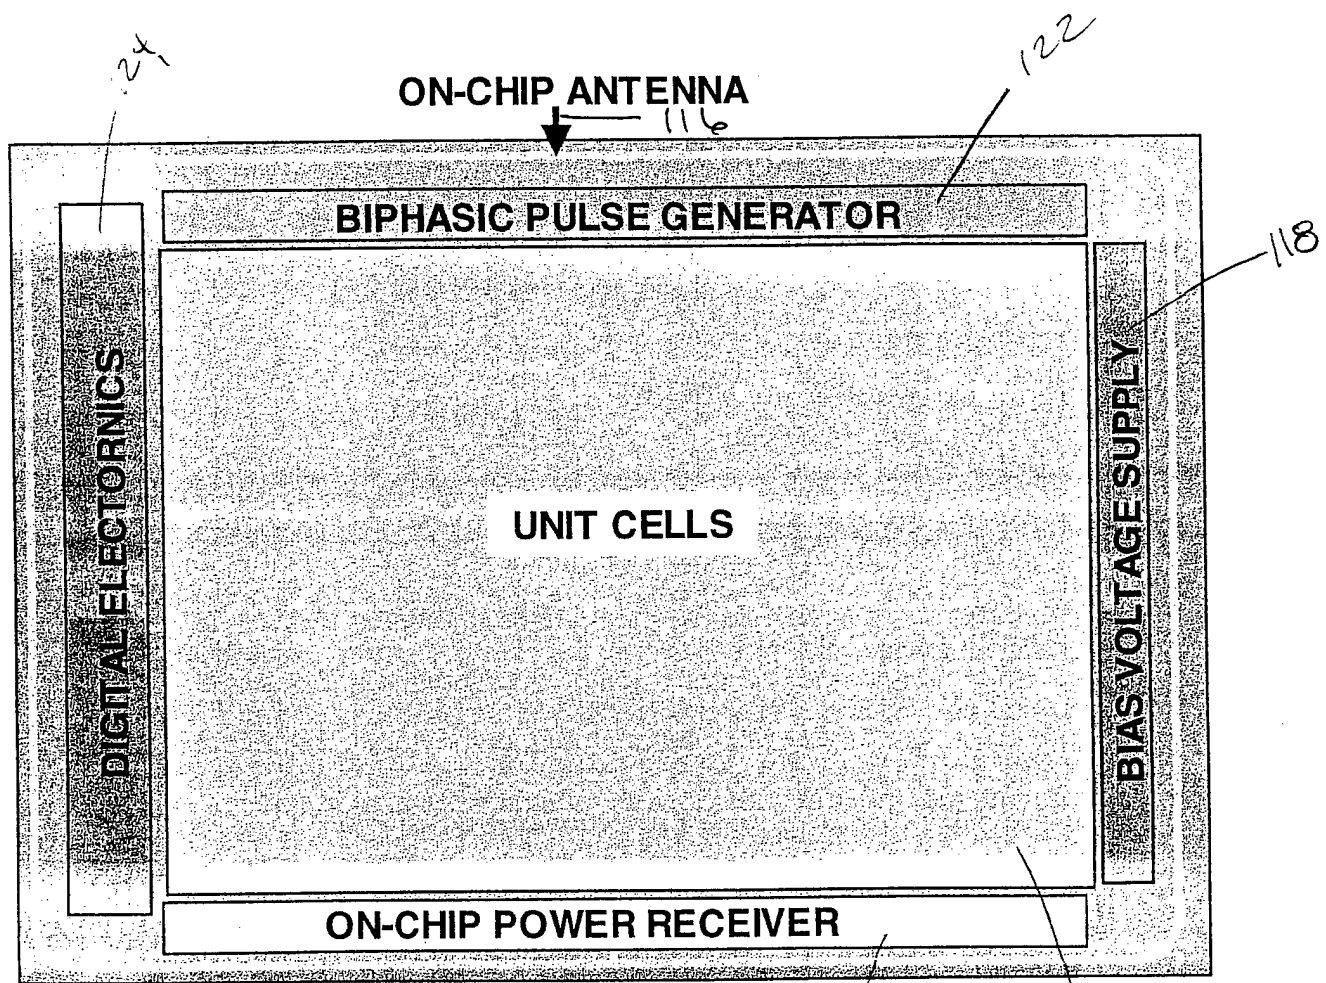 24,
ON-CHIP ANTENNA
116
122
BIPHASIC PULSE GENERATOR
118
DIGITAL ELECTORNICS
UNIT CELLS
BIAS VOLTAGE SUPPLY
ON-CHIP POWER RECEIVER